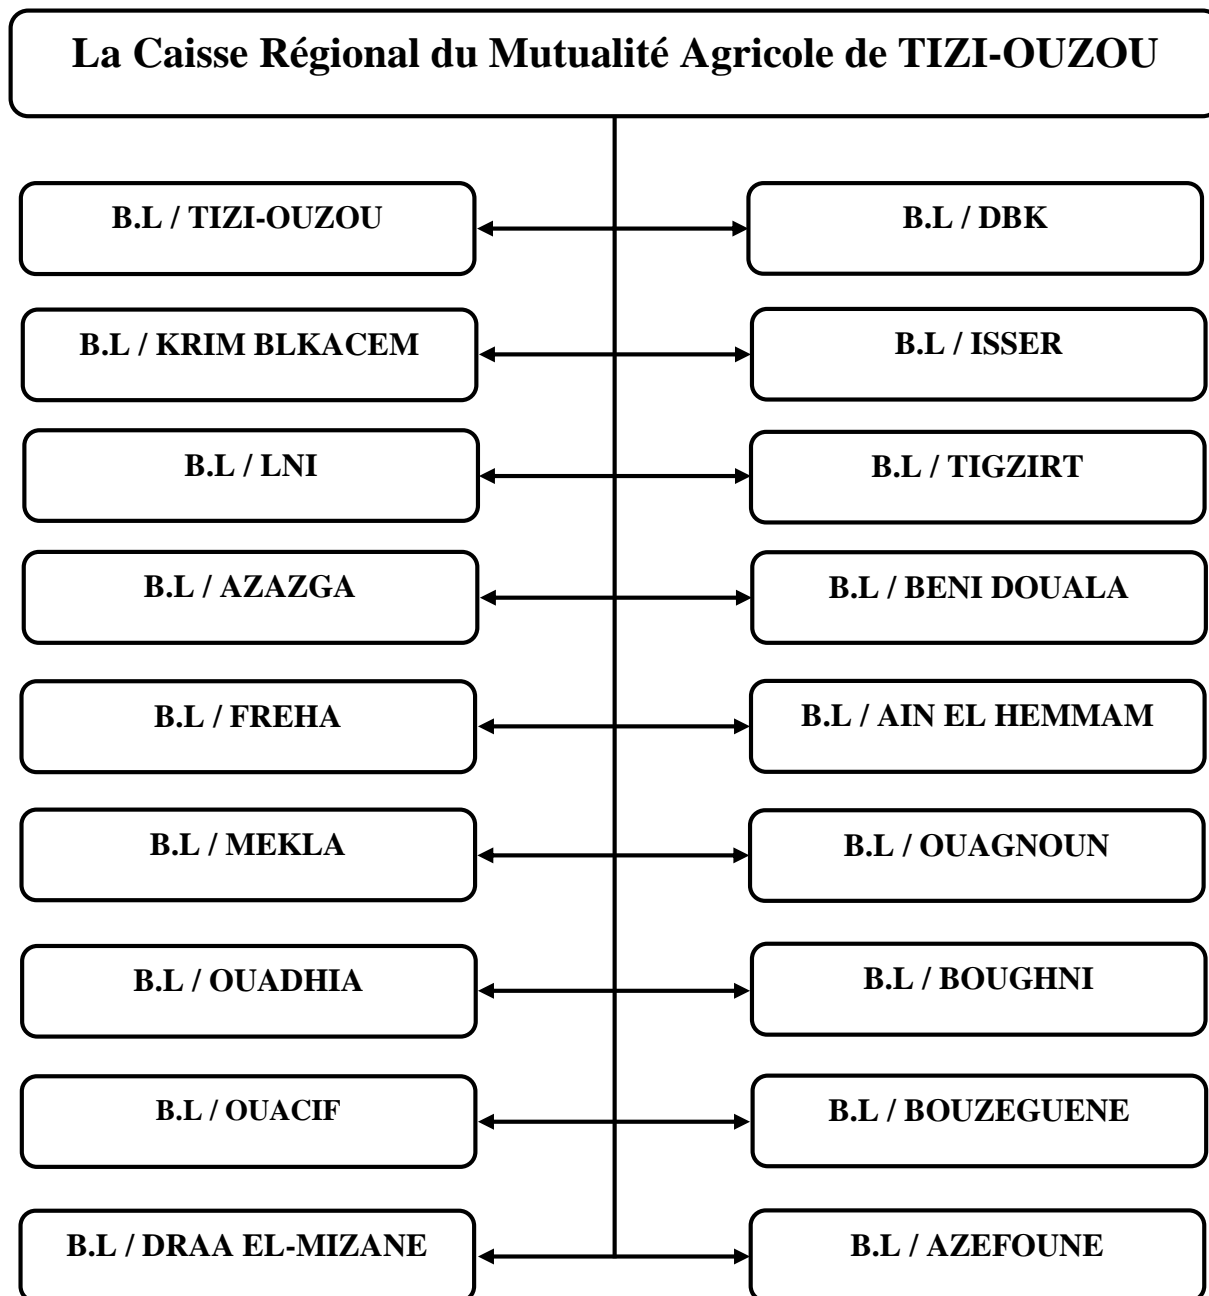 La Caisse Régional du Mutualité Agricole de TIZI-OUZOU
B.L / TIZI-OUZOU
B.L / DBK
B.L / KRIM BLKACEM
B.L / ISSER
B.L / LNI
B.L / TIGZIRT
B.L / AZAZGA
B.L / BENI DOUALA
B.L / FREHA
B.L / AIN EL HEMMAM
B.L / MEKLA
B.L / OUAGNOUN
B.L / OUADHIA
B.L / BOUGHNI
B.L / OUACIF
B.L / BOUZEGUENE
B.L / DRAA EL-MIZANE
B.L / AZEFOUNE